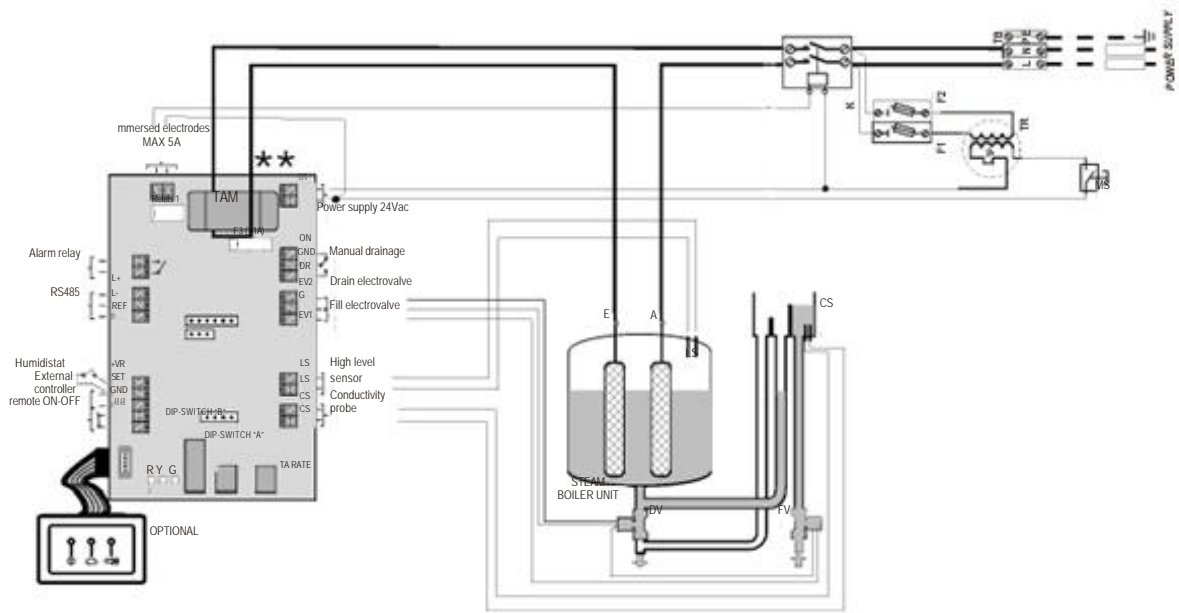 POWER SUPPLY
TB
PE
N
L
K
F2
F1
TR
MS
mmersed electrodes
MAX 5A
**
Relais 1
TAM
Power supply 24Vac
ON
GND
DR
EV2
G
EV1
Manual drainage
Drain electrovalve
Fill electrovalve
Alarm relay
L+
RS485
L-
REF
Humidistat
External
controller
remote ON-OFF
+VR
SET
GND
LS
LS
CS
CS
High level
sensor
Conductivity
probe
DIP-SWITCH "B"
DIP-SWITCH "A"
RY G
TA RATE
OPTIONAL
E
A
LS
CS
STEAM
BOILER UNIT
DV
FV